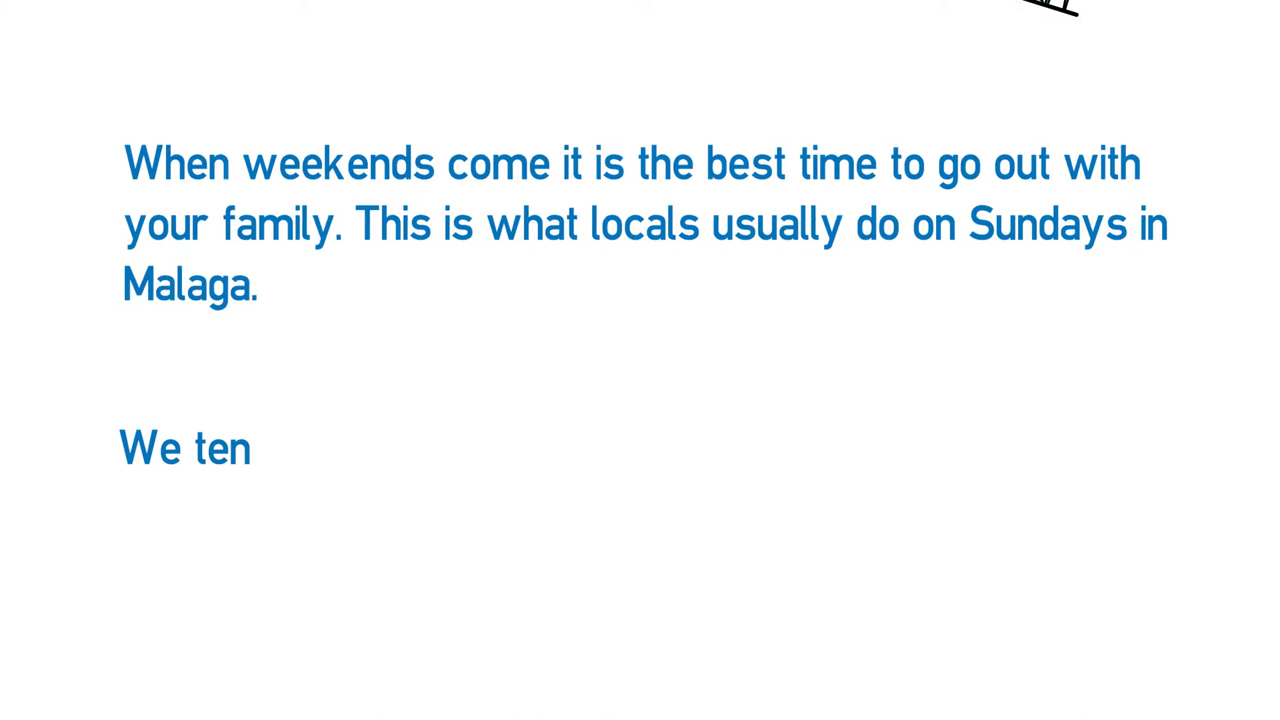 When weekends come it is the best time to go out with
your family. This is what locals usually do on Sundays in
Malaga.
We ten